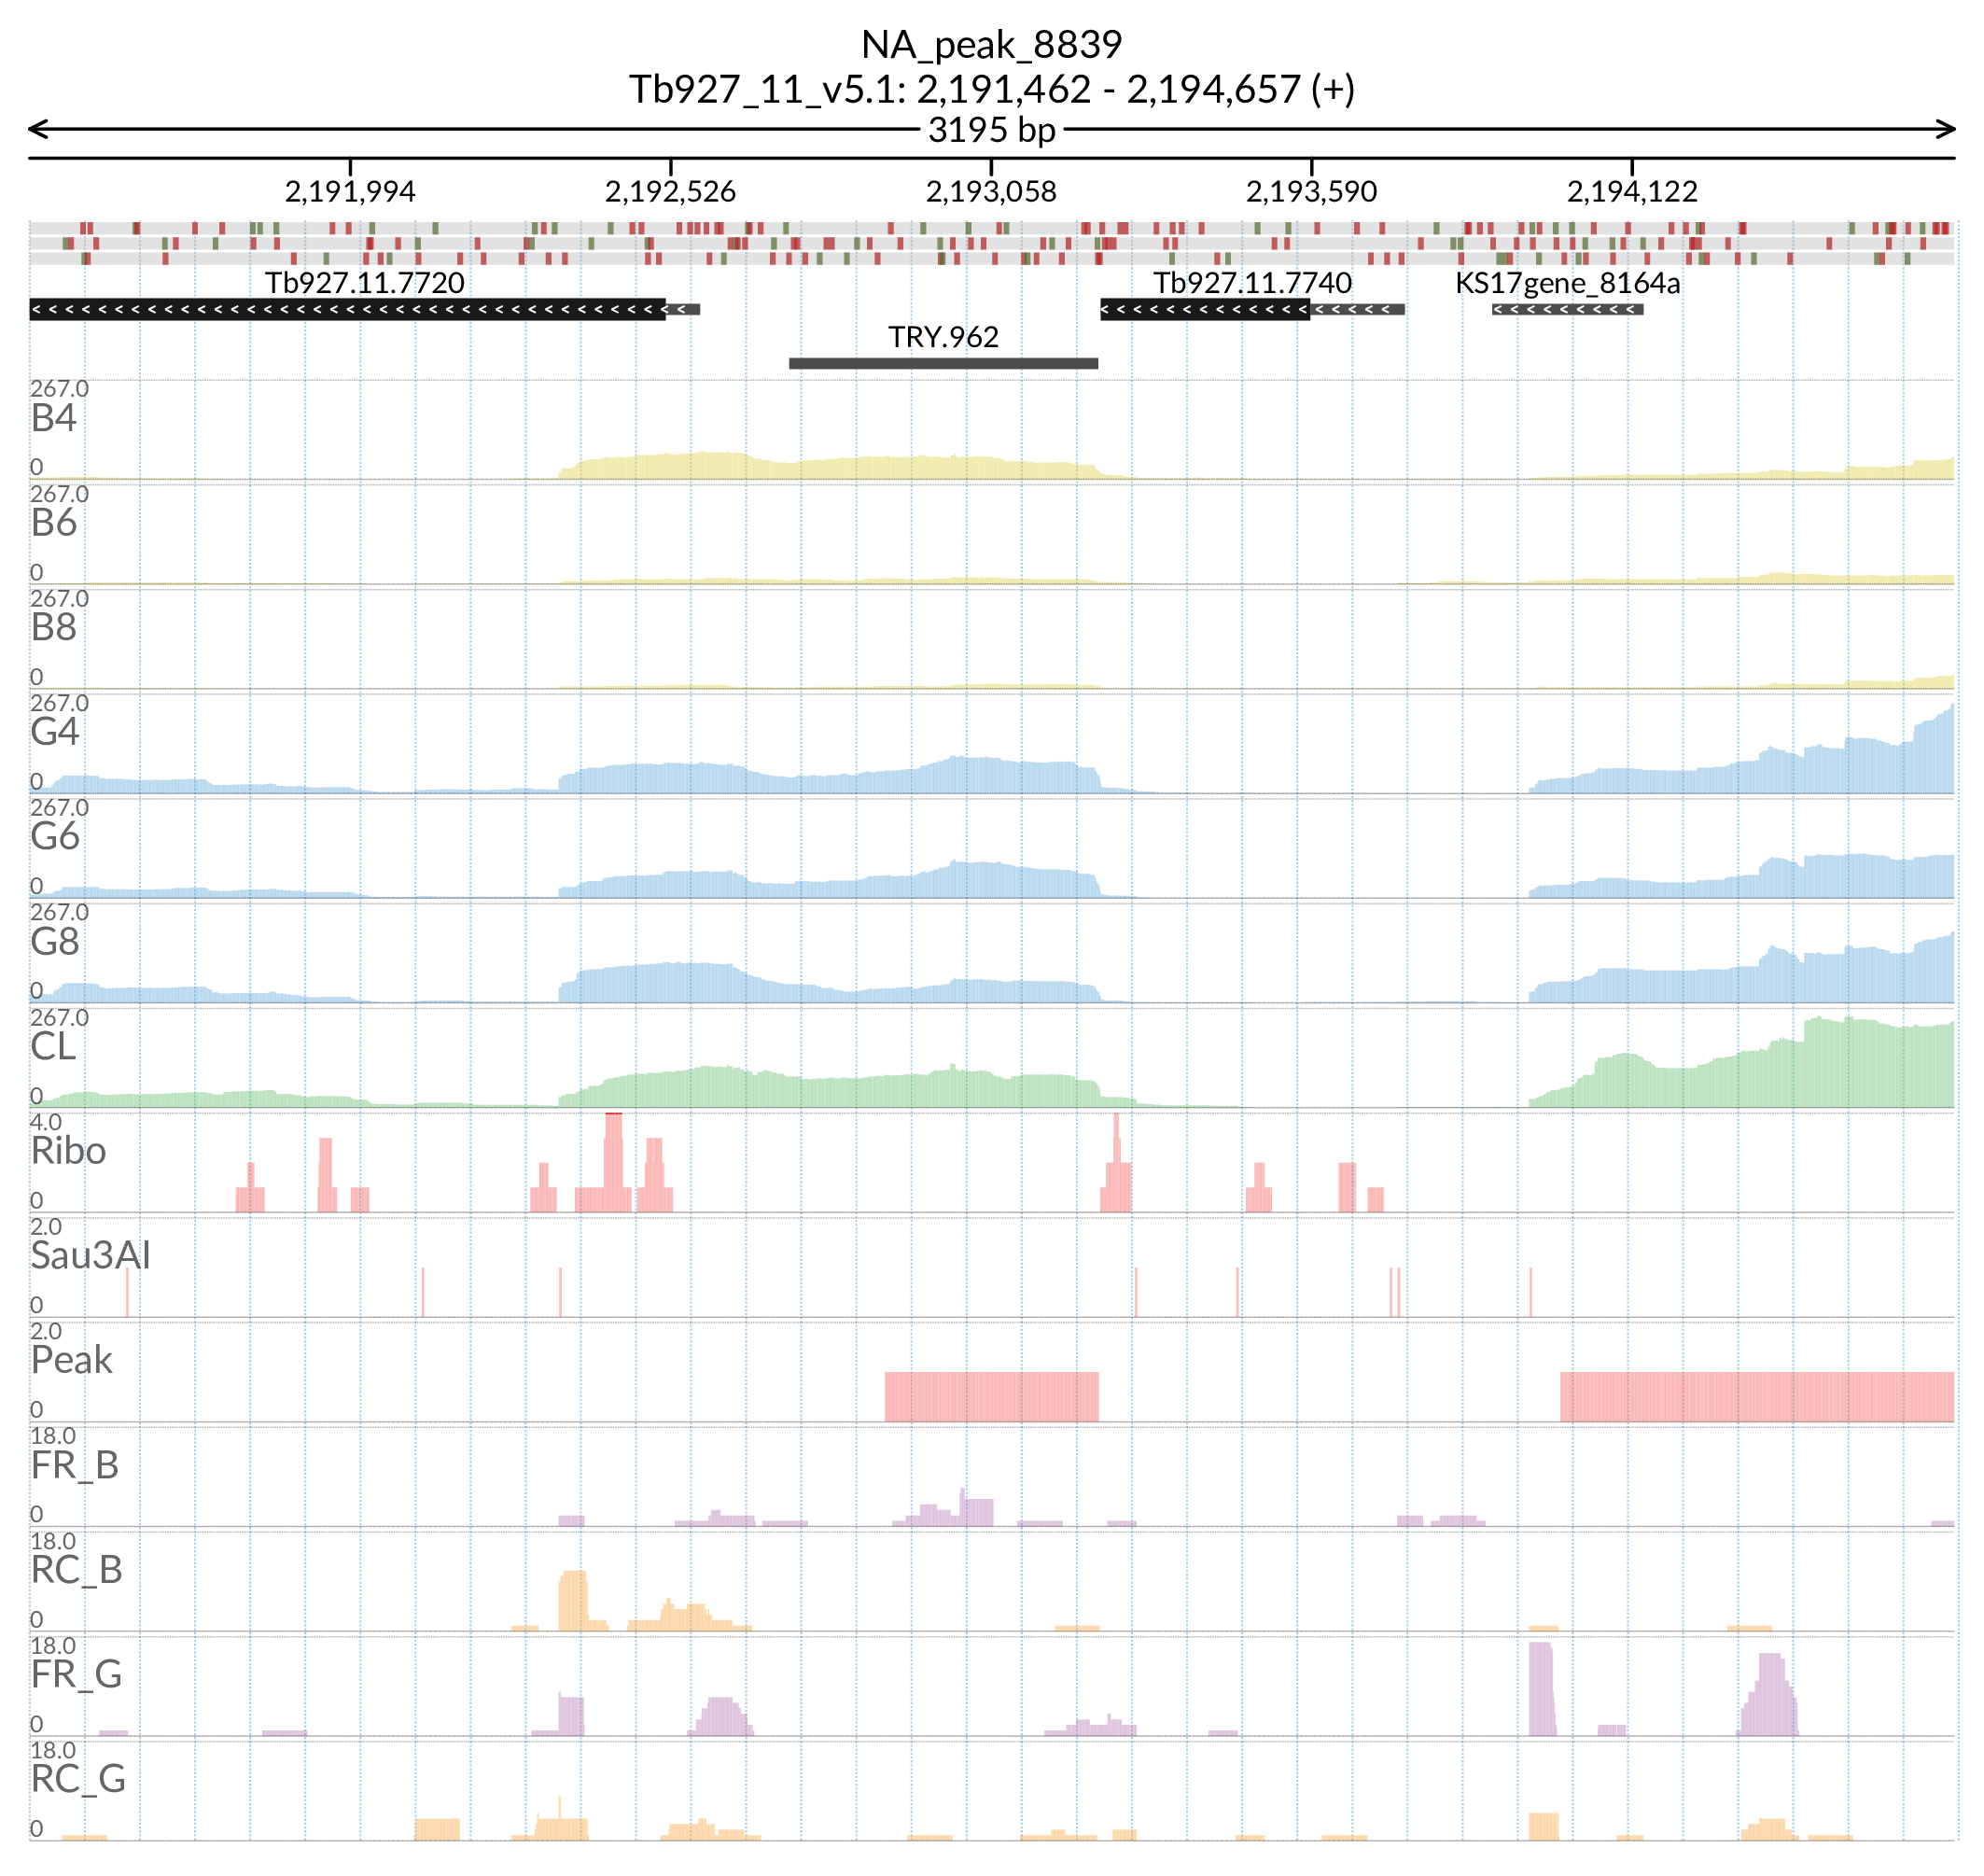 NA_peak_8839
Tb927_11_v5.1: 2,191,462 - 2,194,657 (+)
3195 bp
2,191,994 2,192,526 2,193,058 2,193,590 2,194,122
Tb927.11.7720 Tb927.11.7740 KS17gene_8164a
TRY.962
267.0
B4
0
267.0
B6
0
267.0
B8
0
267.0
G4
0
267.0
G6
0
267.0
G8
0
267.0
CL
0
4.0
Ribo
0
2.0
Sau3AI
0
2.0
Peak
0
18.0
FR_B
0
18.0
RC_B
0
18.0
FR_G
0
18.0
RC_G
0